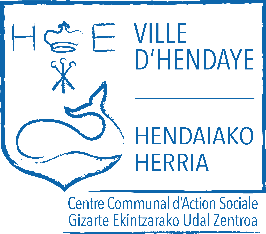 H E
VILLE
D'HENDAYE
HENDAIAKO
HERRIA
Centre Communal d'Action Sociale
Gizarte Ekintzarako Udal Zentroa